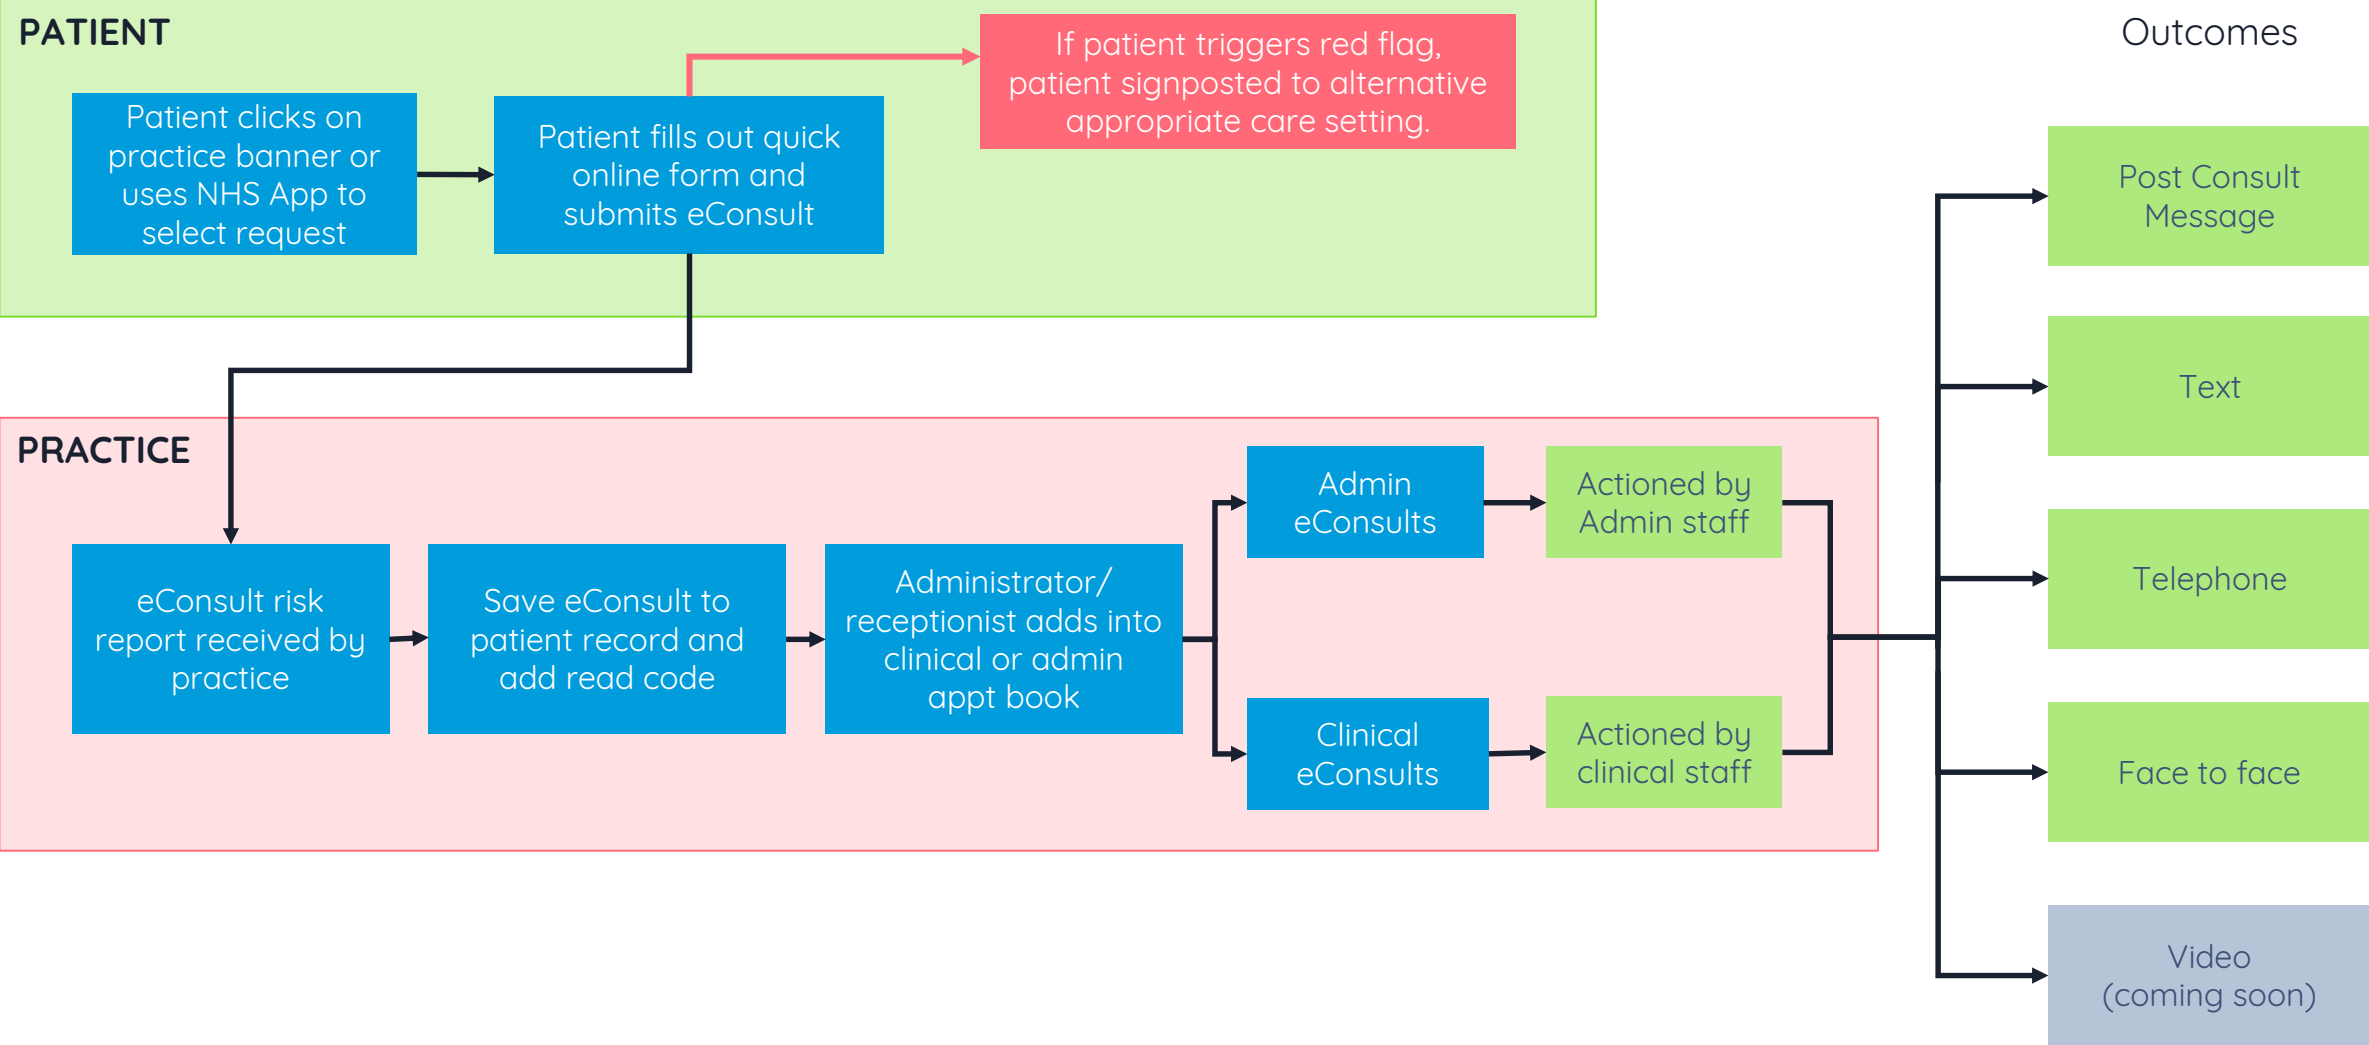 PATIENT
Patient clicks on
practice banner or
uses NHS App to
select request
Patient fills out quick
online form and
submits eConsult
If patient triggers red flag,
patient signposted to alternative
appropriate care setting.
PRACTICE
eConsult risk
report received by
practice
Save eConsult to
patient record and
add read code
Administrator/
receptionist adds into
clinical or admin
appt book
Admin
eConsults
Actioned by
Admin staff
Clinical
eConsults
Actioned by
clinical staff
Outcomes
Post Consult
Message
Text
Telephone
Face to face
Video
(coming soon)